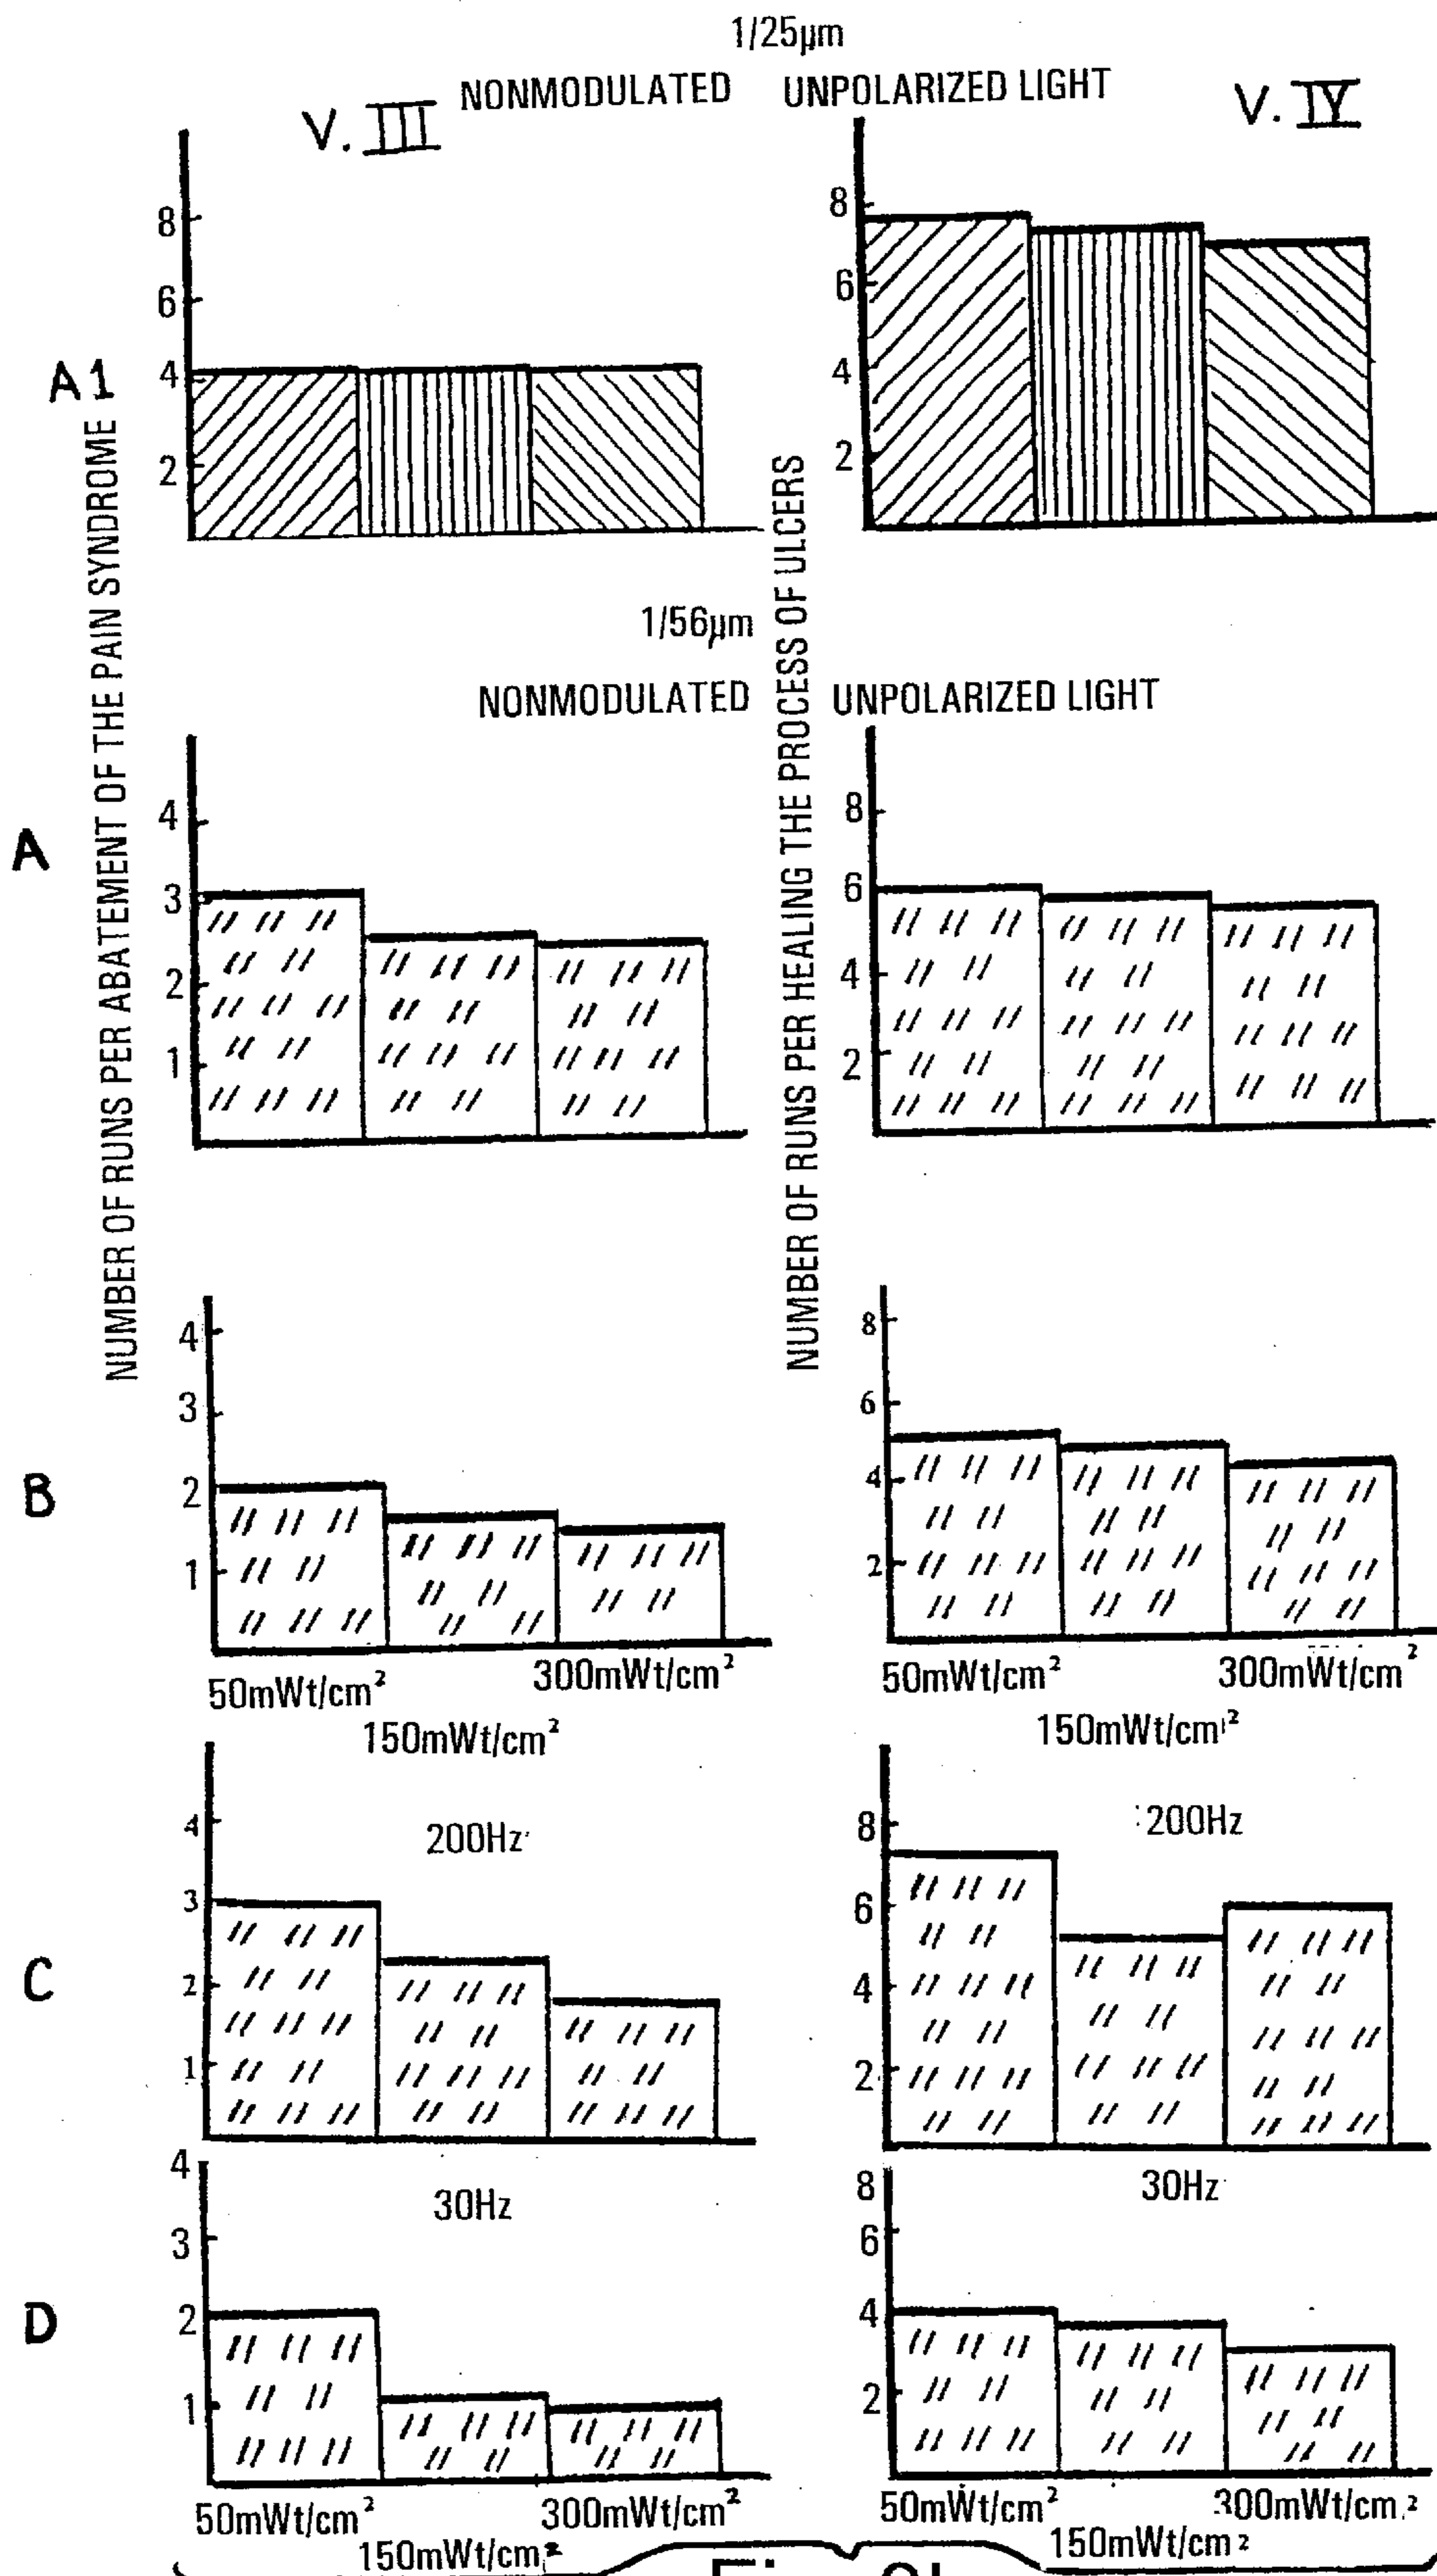 1/25µm
NONMODULATED UNPOLARIZED LIGHT
V. III
V. IV
A1
8
6
4
2
8
6
4
2
NUMBER OF RUNS PER ABATEMENT OF THE PAIN SYNDROME
NUMBER OF RUNS PER HEALING THE PROCESS OF ULCERS
1/56µm
NONMODULATED UNPOLARIZED LIGHT
A
4
3
2
1
8
6
4
2
B
4
3
2
1
8
6
4
2
50mWt/cm² 300mWt/cm² 50mWt/cm² 300mWt/cm²
150mWt/cm² 150mWt/cm²
C
200Hz 200Hz
4
3
2
1
8
6
4
2
D
30Hz 30Hz
4
3
2
1
8
6
4
2
50mWt/cm² 300mWt/cm² 50mWt/cm² 300mWt/cm²
150mWt/cm² 150mWt/cm²